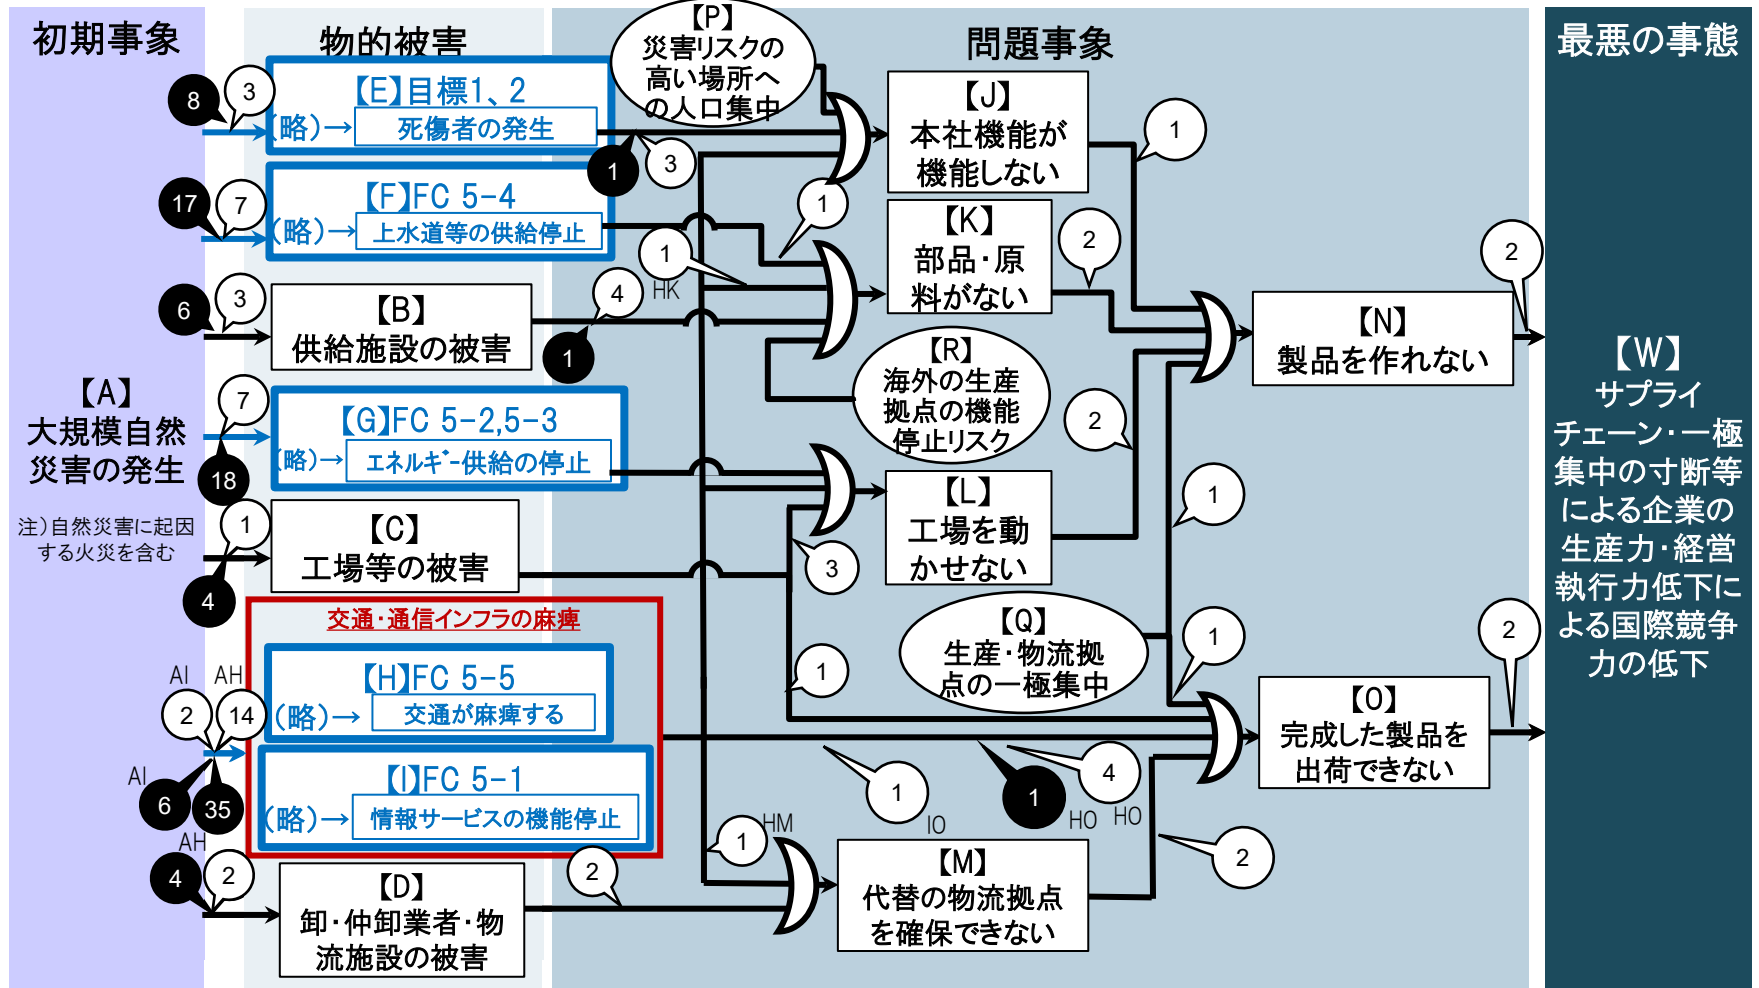 初期事象
物的被害
問題事象
最悪の事態
【A】
大規模自然
災害の発生
注）自然災害に起因
する火災を含む
8
3
【E】目標1、2
(略)→
死傷者の発生
1
3
17
7
【F】FC 5-4
(略)→
上水道等の供給停止
1
6
3
【B】
供給施設の被害
1
HK
4
1
7
18
【G】FC 5-2,5-3
(略)→
エネルギー供給の停止
1
4
【C】
工場等の被害
3
1
交通・通信インフラの麻痺
AI
AH
2
14
AI
6
35
AH
【H】FC 5-5
(略)→
交通が麻痺する
【I】FC 5-1
(略)→
情報サービスの機能停止
4
2
【D】
卸・仲卸業者・物
流施設の被害
2
1
HM
1
IO
1
HO
4
HO
【P】
災害リスクの
高い場所へ
の人口集中
【J】
本社機能が
機能しない
1
【K】
部品・原
料がない
2
【R】
海外の生産
拠点の機能
停止リスク
【L】
工場を動
かせない
2
【Q】
生産・物流拠
点の一極集中
1
1
【M】
代替の物流拠点
を確保できない
2
【N】
製品を作れない
2
【O】
完成した製品を
出荷できない
2
【W】
サプライ
チェーン・一極
集中の寸断等
による企業の
生産力・経営
執行力低下に
よる国際競争
力の低下